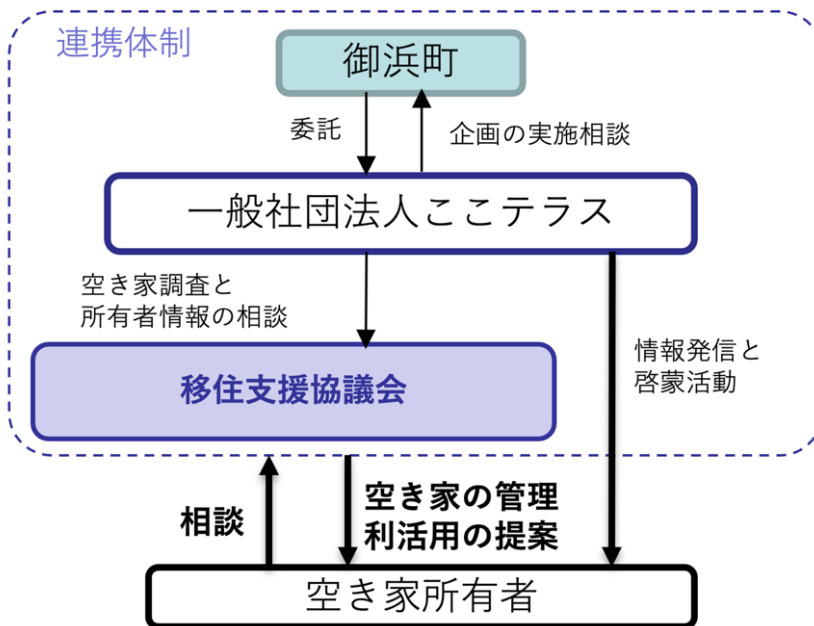 連携体制
御浜町
委託
企画の実施相談
一般社団法人ここテラス
空き家調査と
所有者情報の相談
情報発信と
啓蒙活動
移住支援協議会
相談
空き家の管理
利活用の提案
空き家所有者